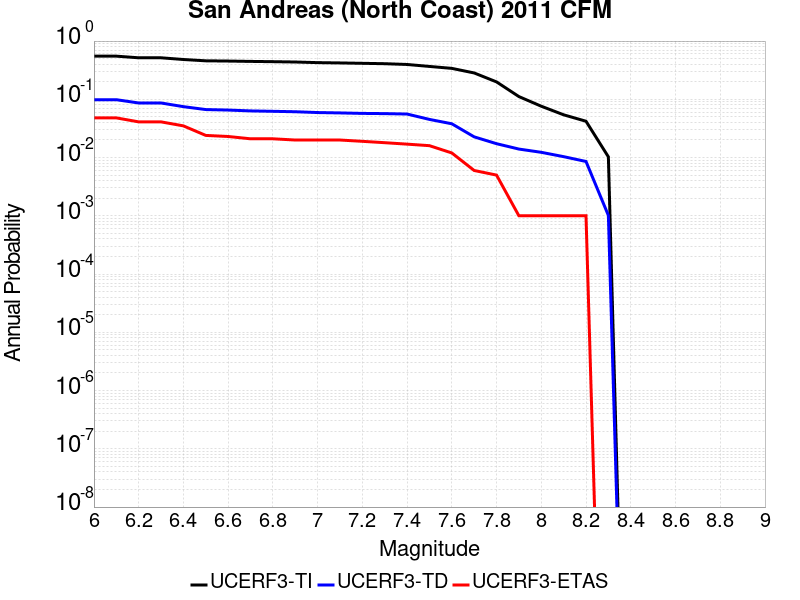 San Andreas (North Coast) 2011 CFM
10^0
10^-1
10^-2
10^-3
10^-4
10^-5
10^-6
10^-7
10^-8
Annual Probability
6 6.2 6.4 6.6 6.8 7 7.2 7.4 7.6 7.8 8 8.2 8.4 8.6 8.8 9
Magnitude
UCERF3-TI UCERF3-TD UCERF3-ETAS